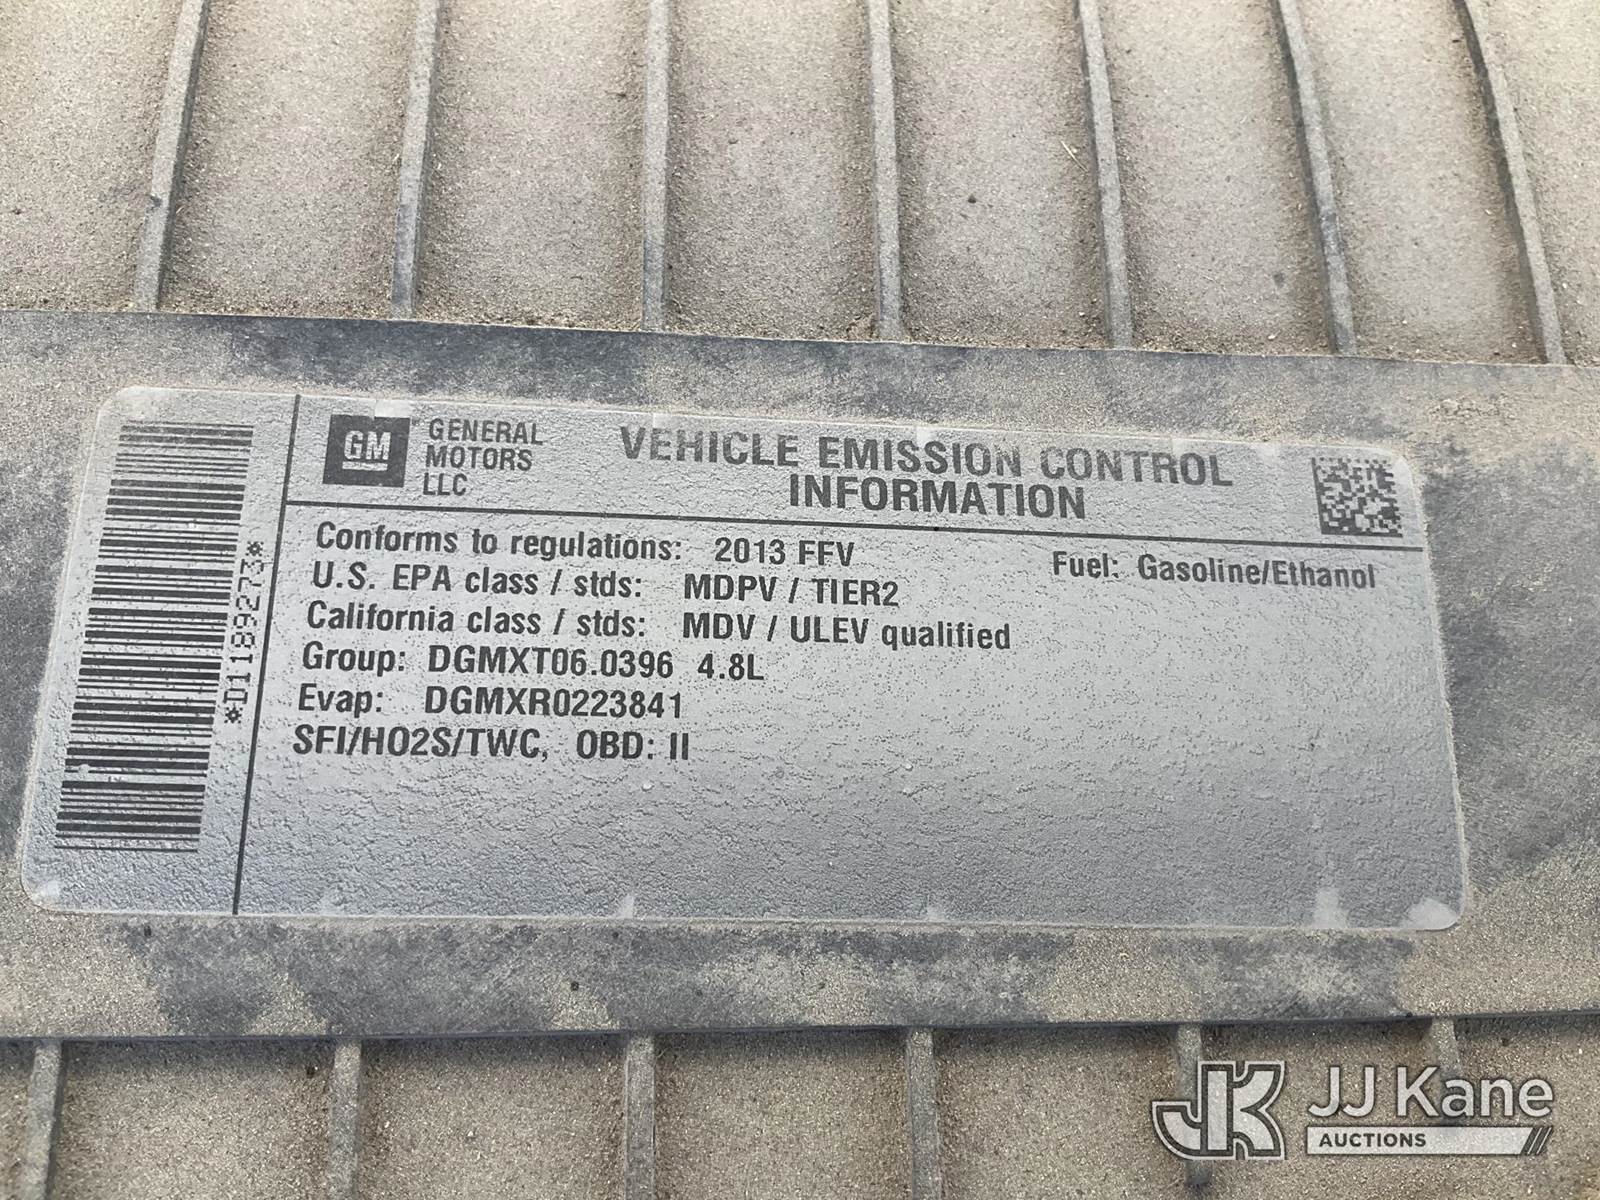 GM
GENERAL
MOTORS
LLC
VEHICLE EMISSION CONTROL
INFORMATION
*D11892273*
Conforms to regulations: 2013 FFV
Fuel: Gasoline/Ethanol
U.S. EPA class / stds: MDPV / TIER2
California class / stds: MDV / ULEV qualified
Group: DGMXT06.0396 4.8L
Evap: DGMXR0223841
SFI/HO2S/TWC, OBD: II
JK
JJ Kane
AUCTIONS